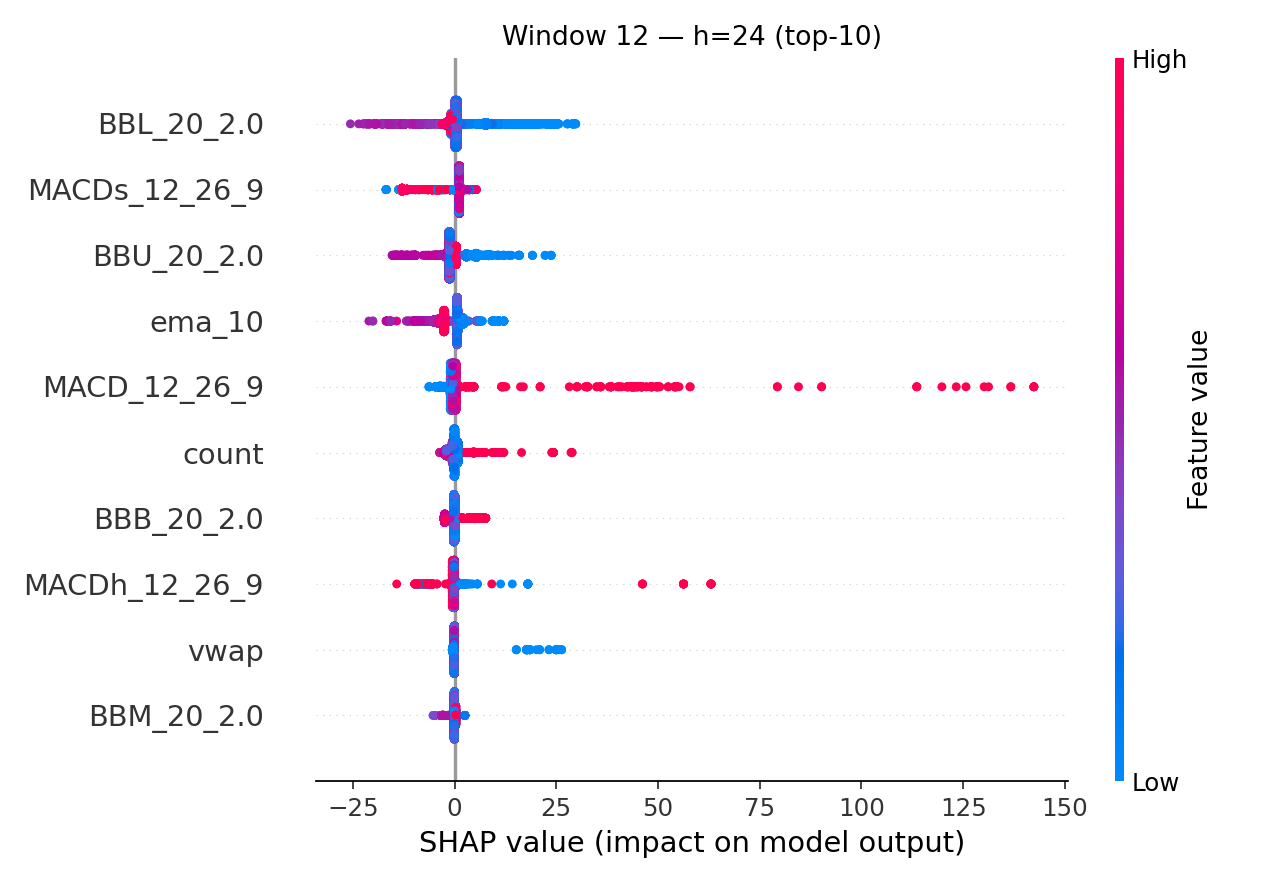 Window 12 — h=24 (top-10)
High
BBL_20_2.0
MACDs_12_26_9
BBU_20_2.0
ema_10
MACD_12_26_9
count
BBB_20_2.0
MACDh_12_26_9
vwap
BBM_20_2.0
Feature value
Low
−25 0 25 50 75 100 125 150
SHAP value (impact on model output)